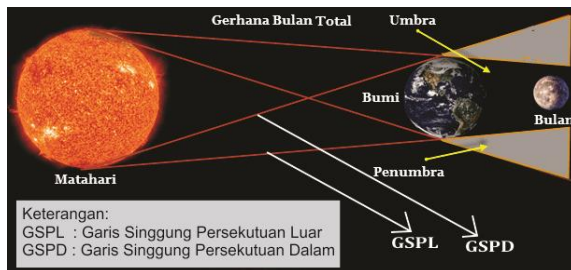 Gerhana Bulan Total
Umbra
Bumi
Bulan
Matahari
Penumbra
GSPL
GSPD
Keterangan:
GSPL : Garis Singgung Persekutuan Luar
GSPD : Garis Singgung Persekutuan Dalam